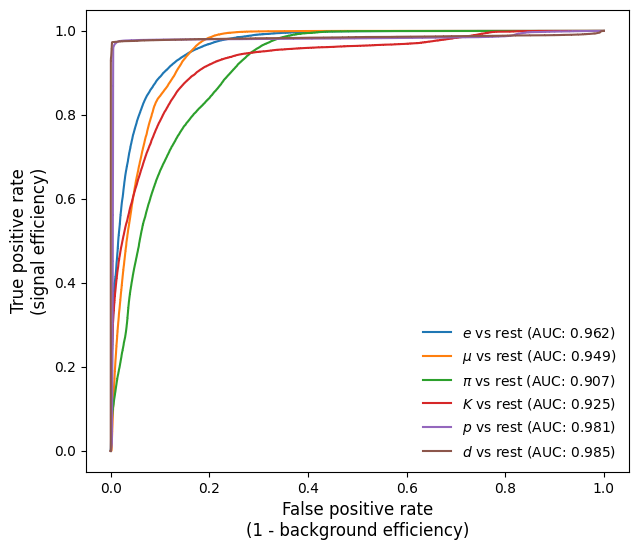 1.0
0.8
0.6
0.4
0.2
0.0
True positive rate
(signal efficiency)
e vs rest (AUC: 0.962)
μ vs rest (AUC: 0.949)
π vs rest (AUC: 0.907)
K vs rest (AUC: 0.925)
p vs rest (AUC: 0.981)
d vs rest (AUC: 0.985)
0.0 0.2 0.4 0.6 0.8 1.0
False positive rate
(1 - background efficiency)